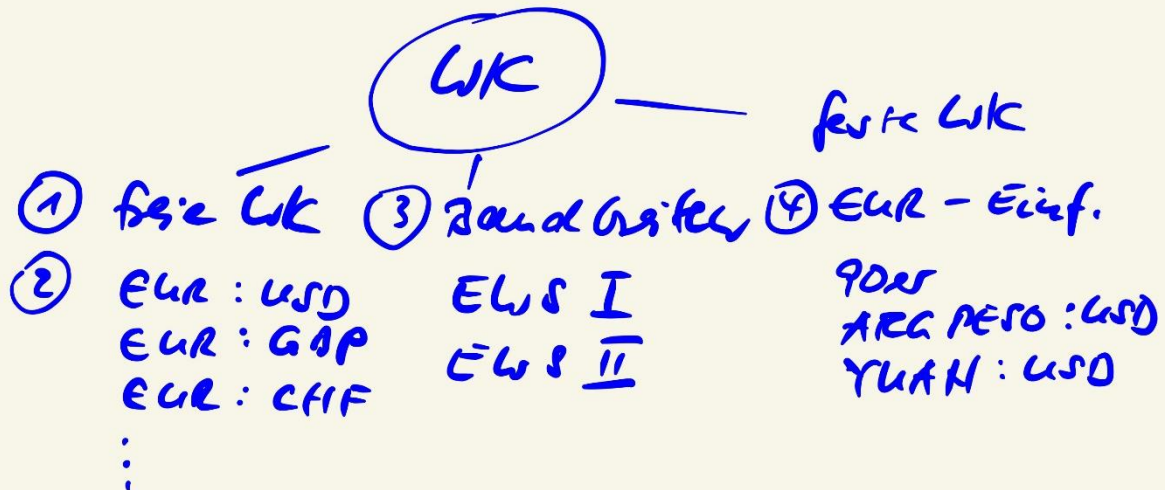 WK
feste WK
① freie WK ③ Bandbreiten ④ EUR - Einf.
② EUR : USD EWS I 90er
EUR : GBP EWS II ARG PESO : USD
EUR : CHF YUAN : USD
⋮